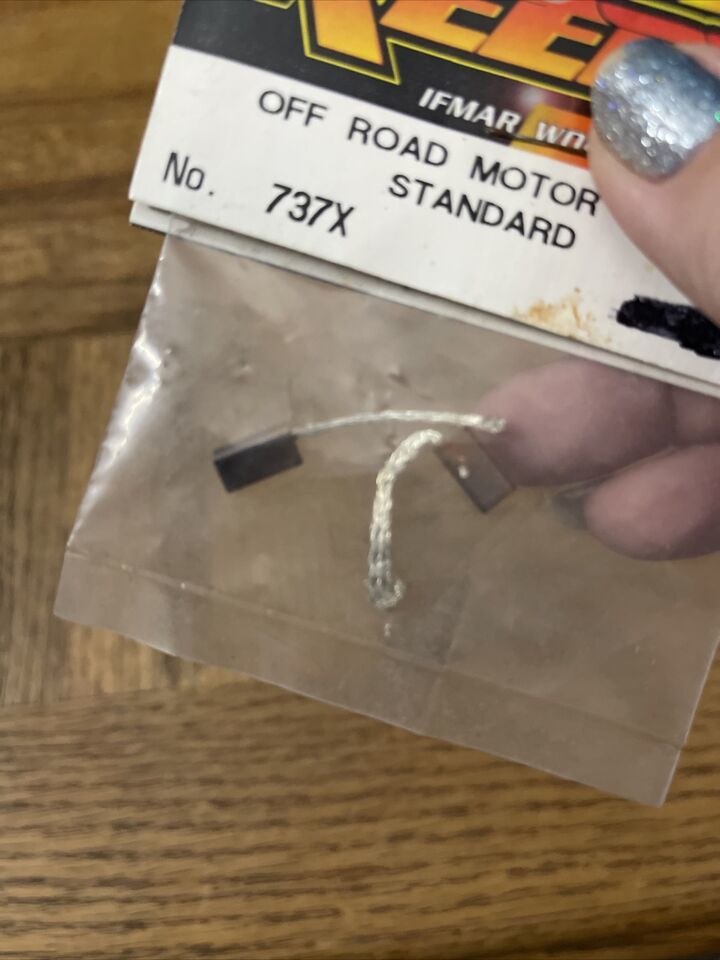 IFMAR
OFF ROAD MOTOR
STANDARD
No. 737X